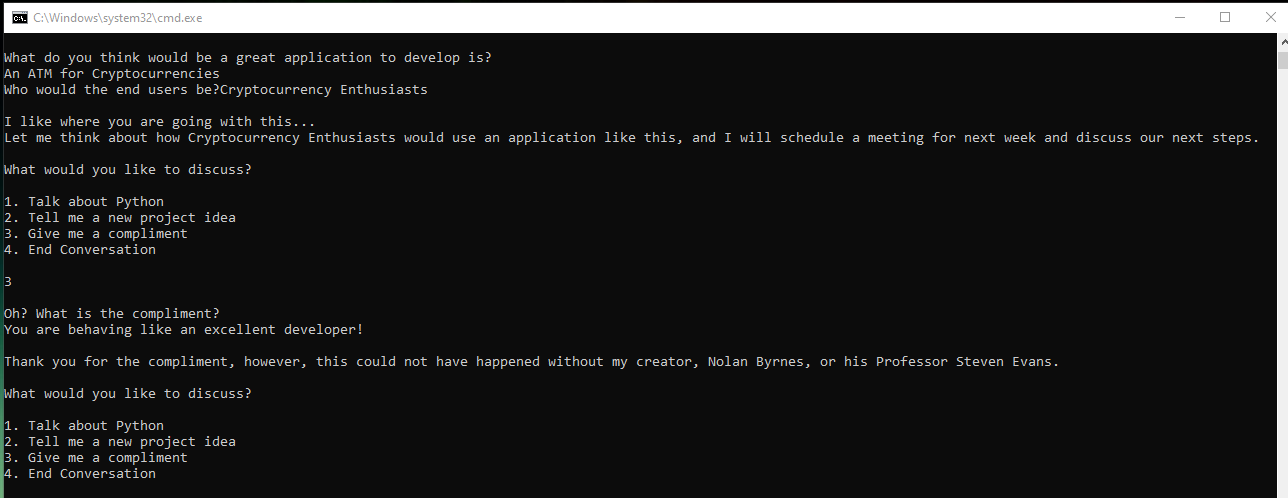 C:\Windows\system32\cmd.exe
What do you think would be a great application to develop is?
An ATM for Cryptocurrencies
Who would the end users be?Cryptocurrency Enthusiasts
I like where you are going with this...
Let me think about how Cryptocurrency Enthusiasts would use an application like this, and I will schedule a meeting for next week and discuss our next steps.
What would you like to discuss?
1. Talk about Python
2. Tell me a new project idea
3. Give me a compliment
4. End Conversation
3
Oh? What is the compliment?
You are behaving like an excellent developer!
Thank you for the compliment, however, this could not have happened without my creator, Nolan Byrnes, or his Professor Steven Evans.
What would you like to discuss?
1. Talk about Python
2. Tell me a new project idea
3. Give me a compliment
4. End Conversation